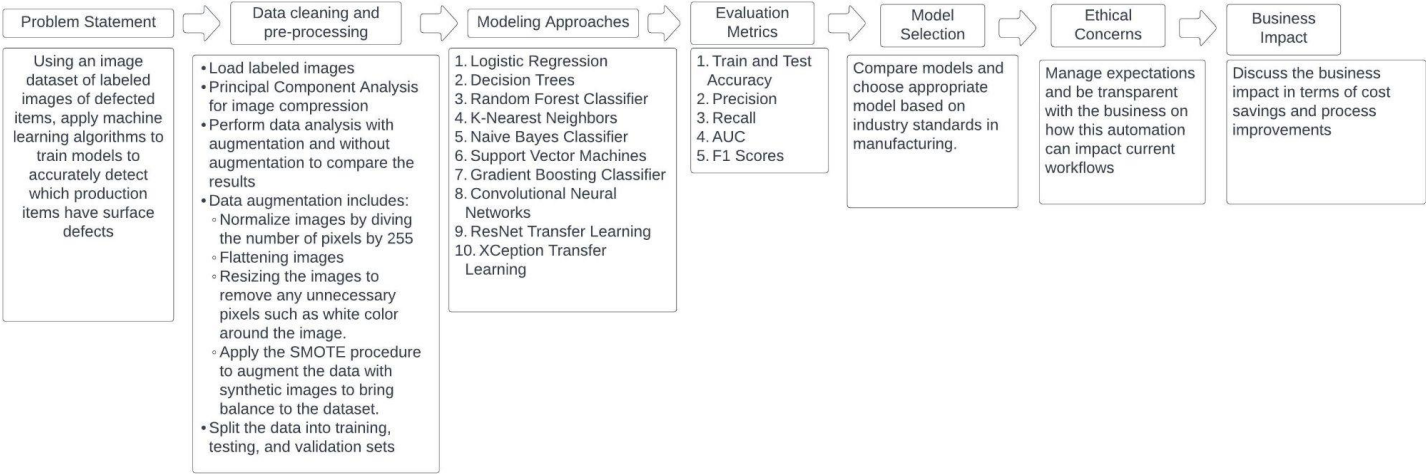 Problem Statement
Using an image
dataset of labeled
images of defected
items, apply machine
learning algorithms to
train models to
accurately detect
which production
items have surface
defects
Data cleaning and
pre-processing
•Load labeled images
•Principal Component Analysis
for image compression
•Perform data analysis with
augmentation and without
augmentation to compare the
results
•Data augmentation includes:
◦Normalize images by diving
the number of pixels by 255
◦Flattening images
◦Resizing the images to
remove any unnecessary
pixels such as white color
around the image.
◦Apply the SMOTE procedure
to augment the data with
synthetic images to bring
balance to the dataset.
•Split the data into training,
testing, and validation sets
Modeling Approaches
1. Logistic Regression
2. Decision Trees
3. Random Forest Classifier
4. K-Nearest Neighbors
5. Naive Bayes Classifier
6. Support Vector Machines
7. Gradient Boosting Classifier
8. Convolutional Neural
Networks
9. ResNet Transfer Learning
10. XCeption Transfer
Learning
Evaluation
Metrics
1. Train and Test
Accuracy
2. Precision
3. Recall
4. AUC
5. F1 Scores
Model
Selection
Compare models and
choose appropriate
model based on
industry standards in
manufacturing.
Ethical
Concerns
Manage expectations
and be transparent
with the business on
how this automation
can impact current
workflows
Business
Impact
Discuss the business
impact in terms of cost
savings and process
improvements